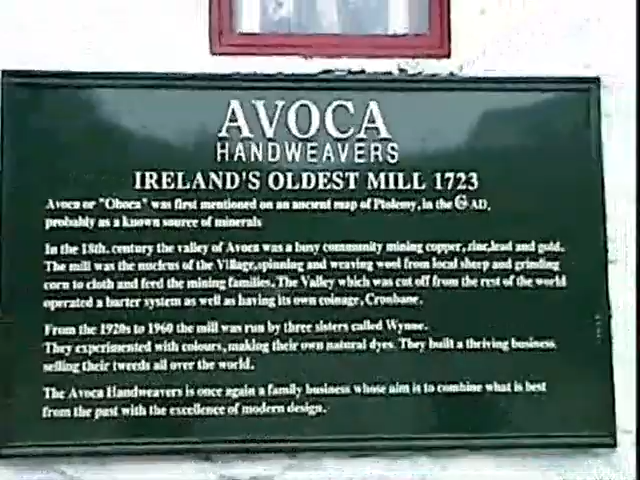 AVOCA
HANDWEAVERS
IRELAND'S OLDEST MILL 1723
Avoca or "Oboca" was first mentioned on an ancient map of Ptolemy, in the AD,
probably as a known source of minerals
In the 18th. century the valley of Avoca was a busy community mining copper, zinc,lead and gold.
The mill was the nucleus of the Village,spinning and weaving wool from local sheep and grinding
corn to cloth and feed the mining families. The Valley which was cut off from the rest of the world
operated a barter system as well as having its own coinage, Cronbane.
From the 1920s to 1960 the mill was run by three sisters called Wynne.
They experimented with colours, making their own natural dyes. They built a thriving business
selling their tweeds all over the world.
The Avoca Handweavers is once again a family business whose aim is to combine what is best
from the past with the excellence of modern design.